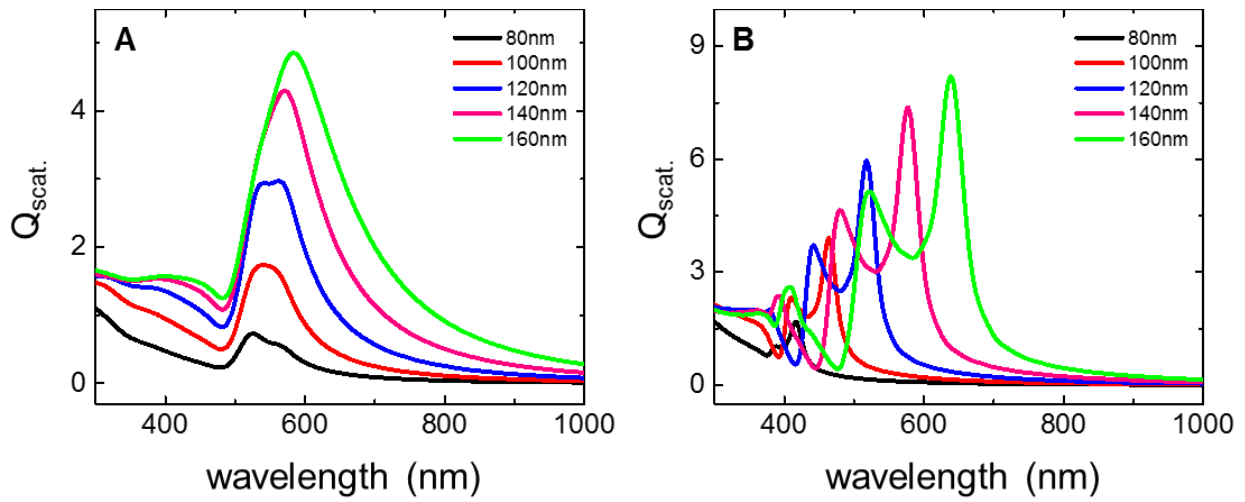 A
80nm
100nm
120nm
140nm
160nm
4
2
0
Qscat.
400
600
800
1000
wavelength (nm)
B
80nm
100nm
120nm
140nm
160nm
9
6
3
0
Qscat.
400
600
800
1000
wavelength (nm)